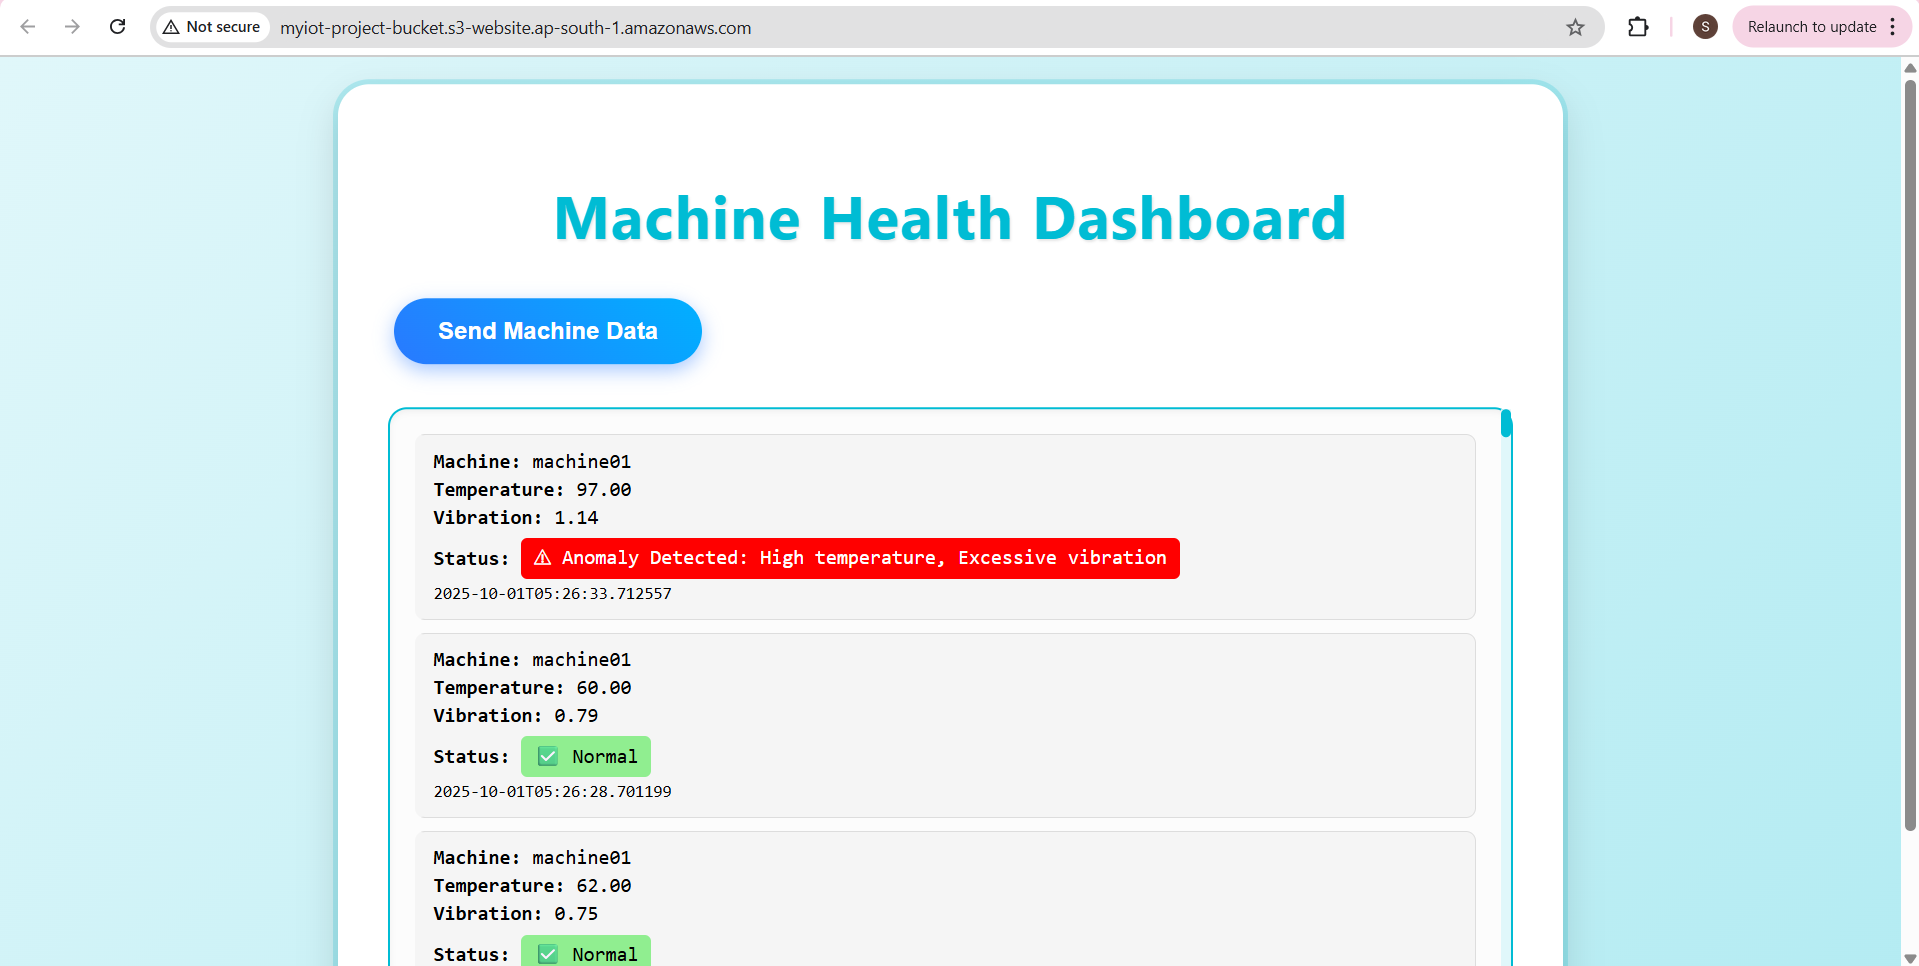 Not secure
myiot-project-bucket.s3-website.ap-south-1.amazonaws.com
S
Relaunch to update
Machine Health Dashboard
Send Machine Data
Machine: machine01
Temperature: 97.00
Vibration: 1.14
Status: ⚠ Anomaly Detected: High temperature, Excessive vibration
2025-10-01T05:26:33.712557
Machine: machine01
Temperature: 60.00
Vibration: 0.79
Status: ✅ Normal
2025-10-01T05:26:28.701199
Machine: machine01
Temperature: 62.00
Vibration: 0.75
Status: ✅ Normal